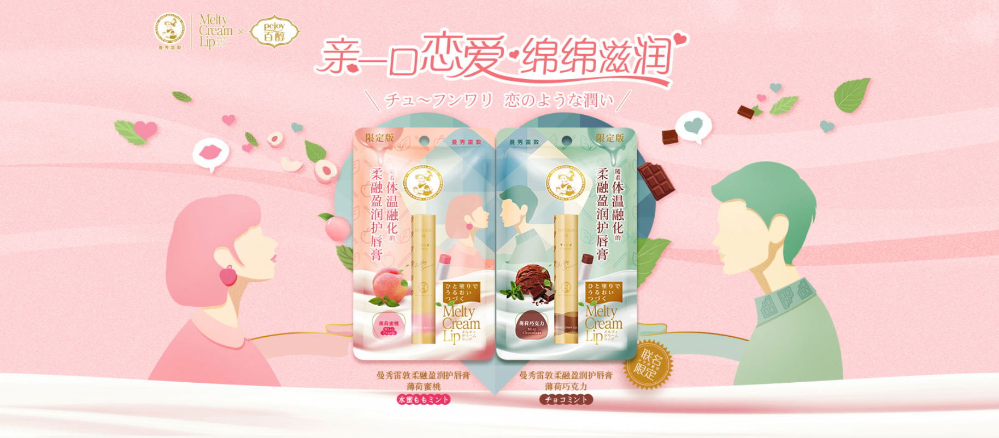 曼秀雷敦
Melty
Cream
Lip
×
pejoy
百醇
亲一口恋爱·绵绵滋润
チュ～フンワリ 恋のような潤い
限定版
曼秀雷敦
随着体温融化的
柔融盈润护唇膏
ひと塗りで
うるおい
つづく
Melty
Cream
Lip
メルティ
クリーム
リップ
薄荷蜜桃
Mint
Peach
Melty Cream Lip
曼秀雷敦
限定版
随着体温融化的
柔融盈润护唇膏
ひと塗りで
うるおい
つづく
Melty
Cream
Lip
メルティ
クリーム
リップ
薄荷巧克力
Mint
Chocolate
Melty Cream Lip
联名
限定
曼秀雷敦柔融盈润护唇膏
薄荷蜜桃
水蜜ももミント
曼秀雷敦柔融盈润护唇膏
薄荷巧克力
チョコミント